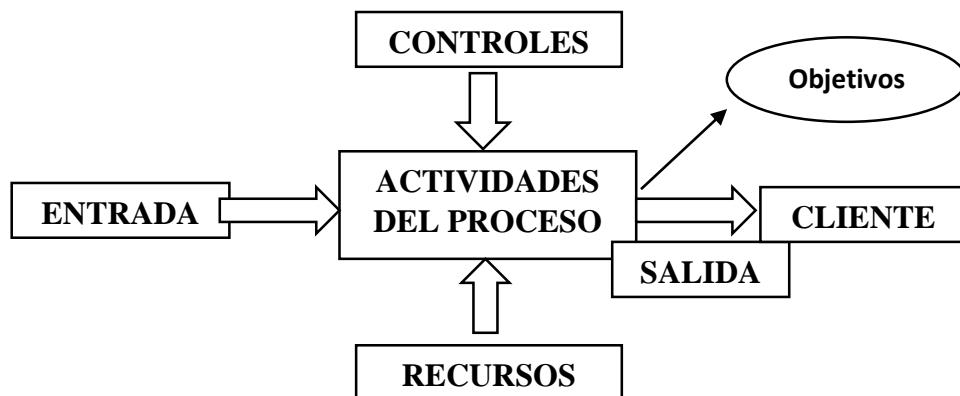 CONTROLES
Objetivos
ACTIVIDADES
DEL PROCESO
ENTRADA
CLIENTE
SALIDA
RECURSOS